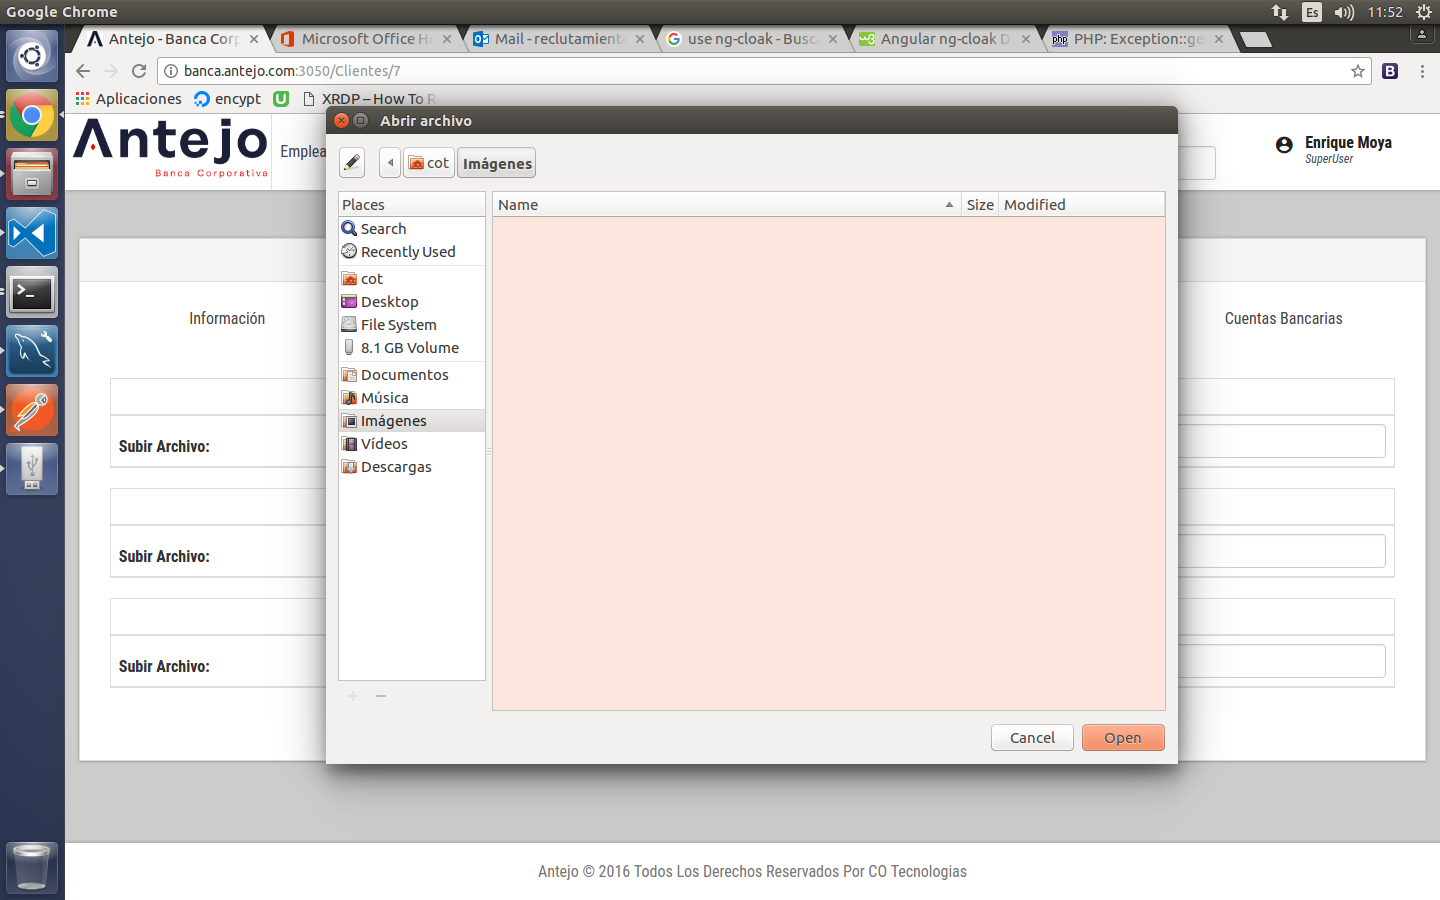 Google Chrome
Es
11:52
Antejo - Banca Corp
Microsoft Office Ho
Mail - reclutamiento
use ng-cloak - Busc
Angular ng-cloak D
PHP: Exception::ge
banca.antejo.com:3050/Clientes/7
Aplicaciones
encypt
XRDP – How To R
Antejo
Banca Corporativa
Emplea
Enrique Moya
SuperUser
Abrir archivo
cot
Imágenes
Places
Name
Size
Modified
Search
Recently Used
cot
Desktop
File System
8.1 GB Volume
Documentos
Música
Imágenes
Vídeos
Descargas
Cancel
Open
Información
Cuentas Bancarias
Subir Archivo:
Subir Archivo:
Subir Archivo:
Antejo © 2016 Todos Los Derechos Reservados Por CO Tecnologias